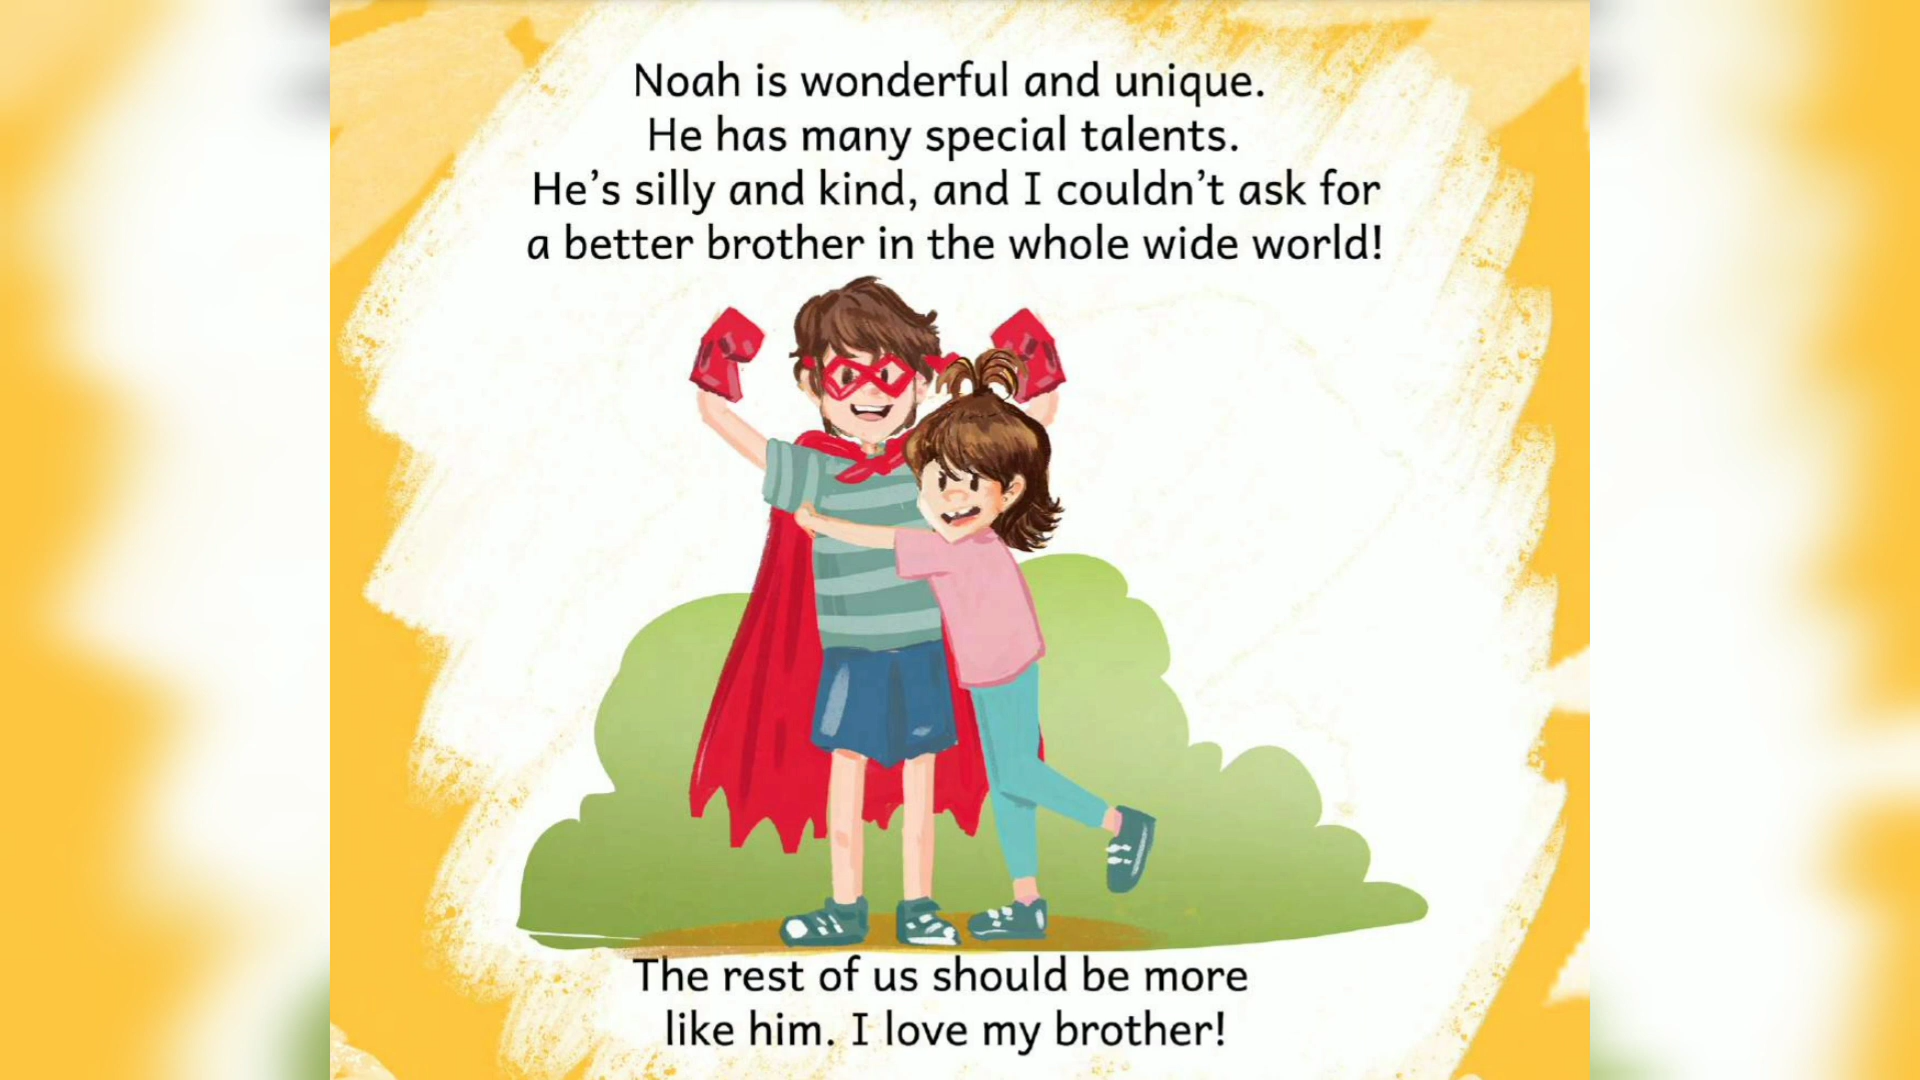 Noah is wonderful and unique.
He has many special talents.
He’s silly and kind, and I couldn’t ask for
a better brother in the whole wide world!
The rest of us should be more
like him. I love my brother!